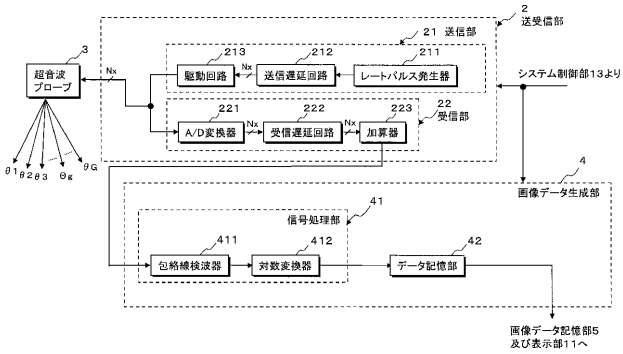 2
送受信部
21 送信部
213
212
211
3
超音波
プローブ
Nx
駆動回路
Nx
送信遅延回路
レートパルス発生器
システム制御部13より
221
222
223
22
受信部
A/D変換器
Nx
受信遅延回路
Nx
加算器
θ1
θ2
θ3
Θg
θG
4
画像データ生成部
41
信号処理部
411
412
42
包絡線検波器
対数変換器
データ記憶部
画像データ記憶部5
及び表示部11へ